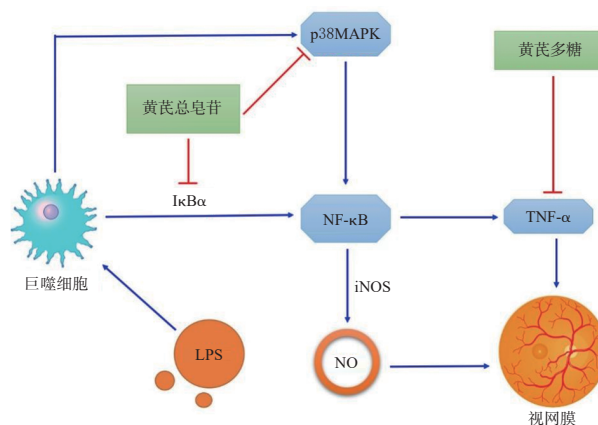 p38MAPK
黄芪多糖
黄芪总皂苷
IκBα
NF-κB
TNF-α
巨噬细胞
iNOS
LPS
NO
视网膜